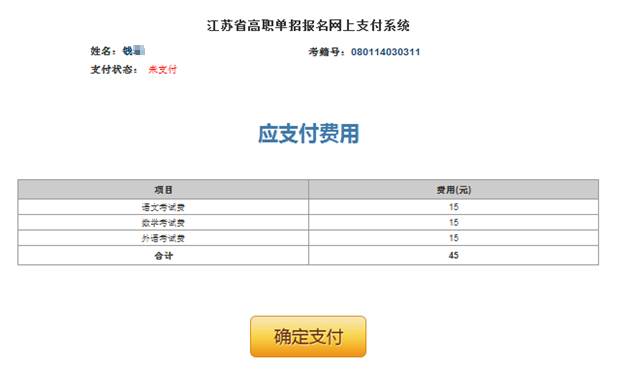 江苏省高职单招报名网上支付系统
姓名：钱 考籍号：080114030311
支付状态： 未支付
应支付费用
项目 费用(元)
语文考试费 15
数学考试费 15
外语考试费 15
合计 45
确定支付